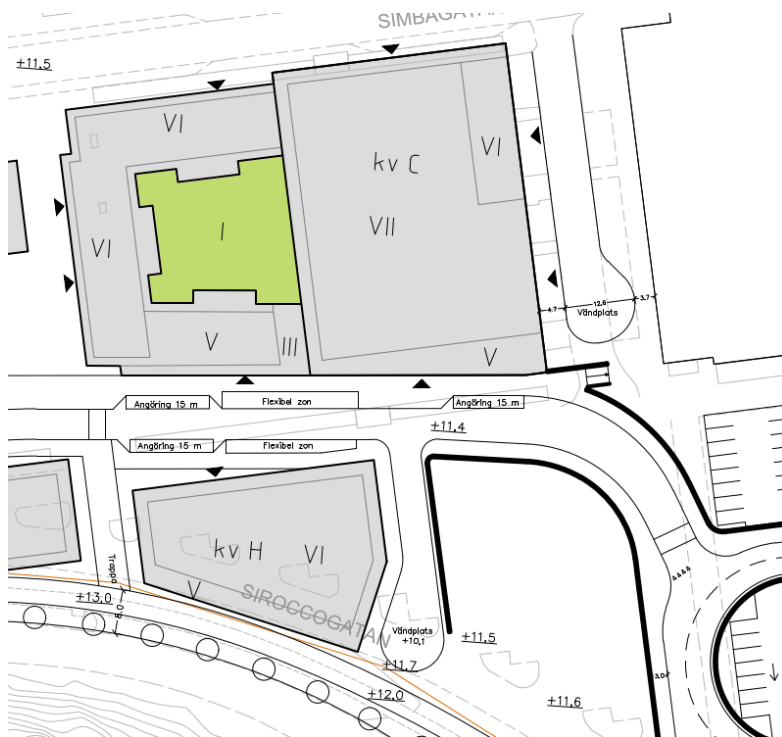 SIMBAGATAN
+11.5
VI
kv C
VI
VII
I
VI
4.7
12.6
3.7
Vändplats
V
III
V
Angöring 15 m
Flexibel zon
Angöring 15 m
+11.4
Angöring 15 m
Flexibel zon
kv H
VI
Trappa
V
SIROCCOGATAN
+13.0
6.0
Vändplats
+10.1
+11.5
+11.7
+12.0
+11.6
3.0